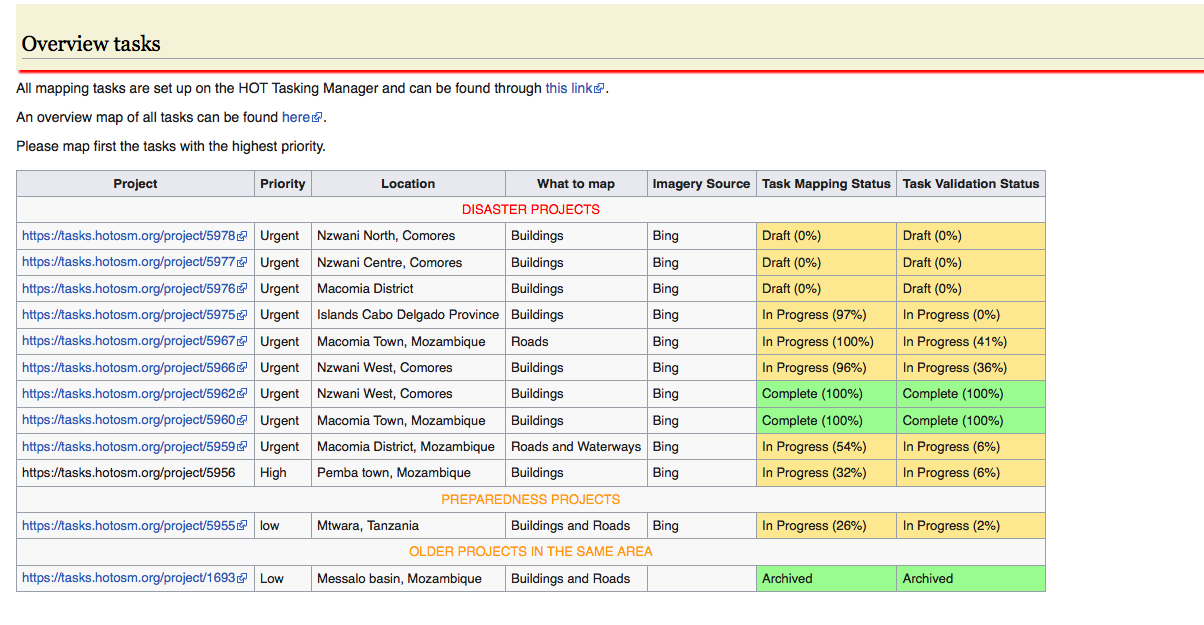 Overview tasks
All mapping tasks are set up on the HOT Tasking Manager and can be found through this link.
An overview map of all tasks can be found here.
Please map first the tasks with the highest priority.
Project Priority Location What to map Imagery Source Task Mapping Status Task Validation Status
DISASTER PROJECTS
https://tasks.hotosm.org/project/5978 Urgent Nzwani North, Comores Buildings Bing Draft (0%) Draft (0%)
https://tasks.hotosm.org/project/5977 Urgent Nzwani Centre, Comores Buildings Bing Draft (0%) Draft (0%)
https://tasks.hotosm.org/project/5976 Urgent Macomia District Buildings Bing Draft (0%) Draft (0%)
https://tasks.hotosm.org/project/5975 Urgent Islands Cabo Delgado Province Buildings Bing In Progress (97%) In Progress (0%)
https://tasks.hotosm.org/project/5967 Urgent Macomia Town, Mozambique Roads Bing In Progress (100%) In Progress (41%)
https://tasks.hotosm.org/project/5966 Urgent Nzwani West, Comores Buildings Bing In Progress (96%) In Progress (36%)
https://tasks.hotosm.org/project/5962 Urgent Nzwani West, Comores Buildings Bing Complete (100%) Complete (100%)
https://tasks.hotosm.org/project/5960 Urgent Macomia Town, Mozambique Buildings Bing Complete (100%) Complete (100%)
https://tasks.hotosm.org/project/5959 Urgent Macomia District, Mozambique Roads and Waterways Bing In Progress (54%) In Progress (6%)
https://tasks.hotosm.org/project/5956 High Pemba town, Mozambique Buildings Bing In Progress (32%) In Progress (6%)
PREPAREDNESS PROJECTS
https://tasks.hotosm.org/project/5955 low Mtwara, Tanzania Buildings and Roads Bing In Progress (26%) In Progress (2%)
OLDER PROJECTS IN THE SAME AREA
https://tasks.hotosm.org/project/1693 Low Messalo basin, Mozambique Buildings and Roads Archived Archived